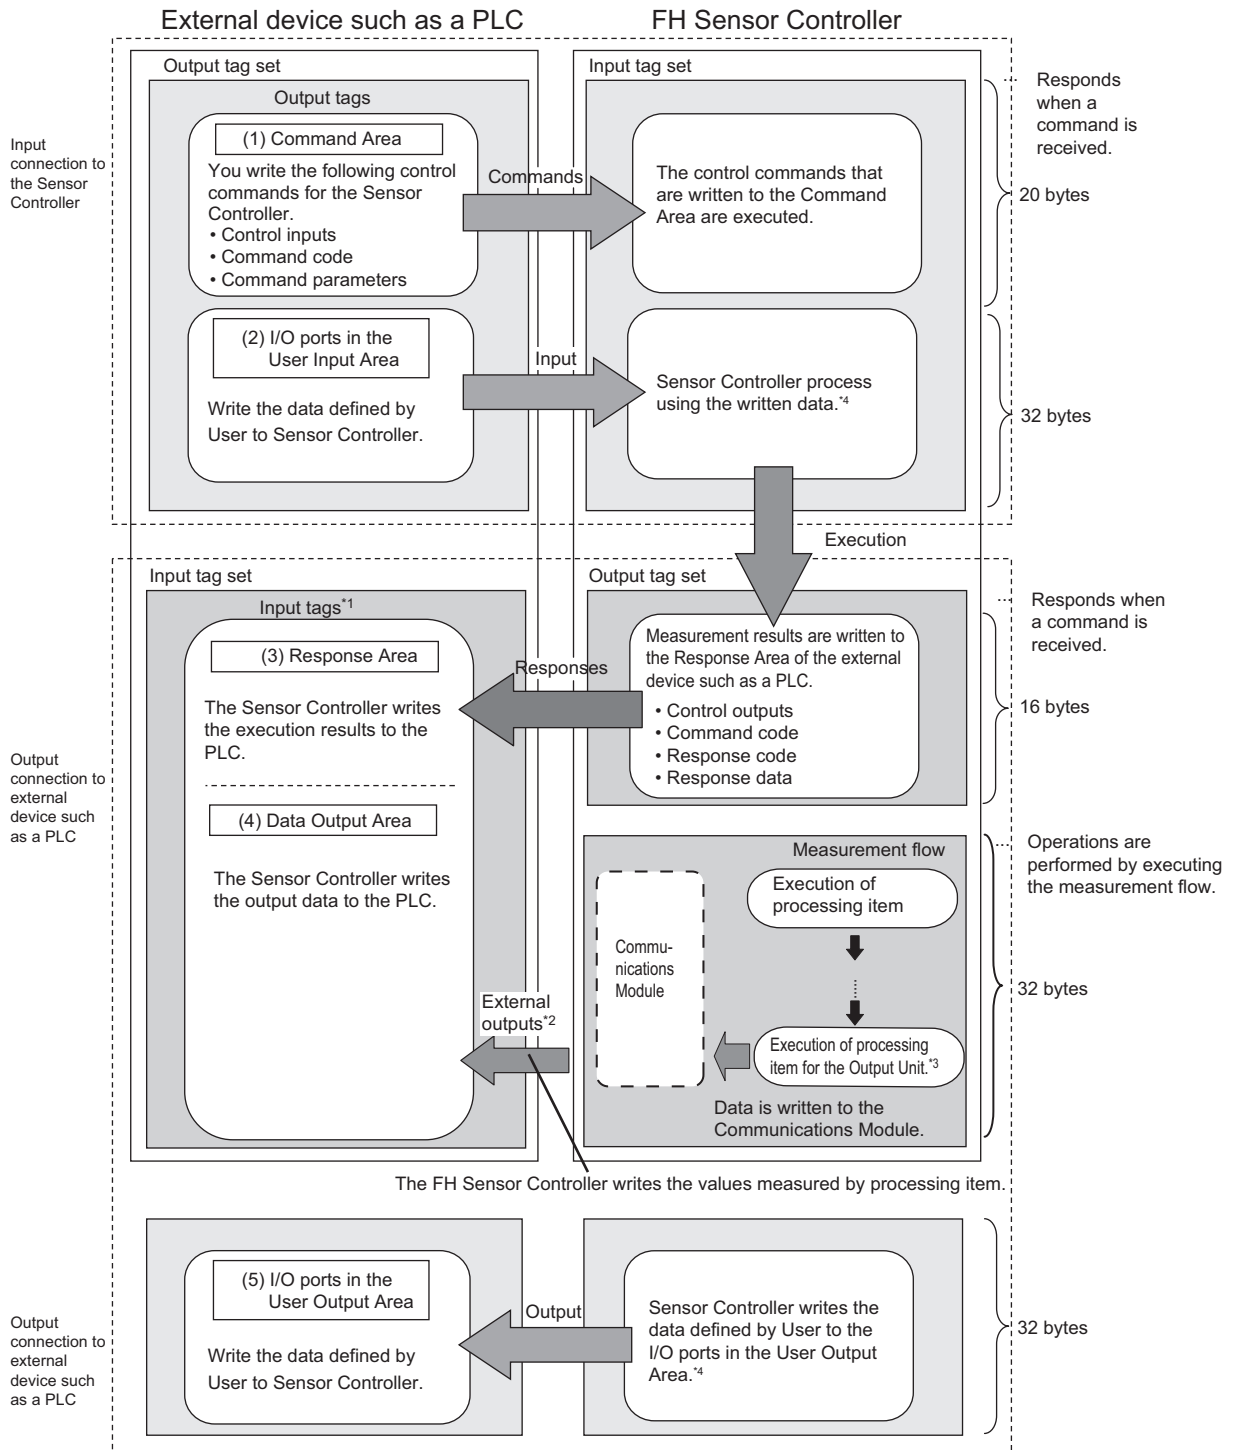 External device such as a PLC
FH Sensor Controller
Output tag set
Input tag set
Output tags
Responds
when a
command is
received.
Input
connection to
the Sensor
Controller
(1) Command Area
You write the following control
commands for the Sensor
Controller.
• Control inputs
• Command code
• Command parameters
Commands
The control commands that
are written to the Command
Area are executed.
20 bytes
(2) I/O ports in the
User Input Area
Write the data defined by
User to Sensor Controller.
Input
Sensor Controller process
using the written data.*4
32 bytes
Execution
Input tag set
Output tag set
Input tags*1
Responds when
a command is
received.
(3) Response Area
The Sensor Controller writes
the execution results to the
PLC.
Responses
Measurement results are written to
the Response Area of the external
device such as a PLC.
• Control outputs
• Command code
• Response code
• Response data
16 bytes
Output
connection to
external
device such
as a PLC
(4) Data Output Area
The Sensor Controller writes
the output data to the PLC.
Measurement flow
Operations are
performed by executing
the measurement flow.
Execution of
processing item
Commu-
nications
Module
32 bytes
External
outputs*2
Execution of processing
item for the Output Unit.*3
Data is written to the
Communications Module.
The FH Sensor Controller writes the values measured by processing item.
(5) I/O ports in the
User Output Area
Write the data defined by
User to Sensor Controller.
Output
Sensor Controller writes the
data defined by User to the
I/O ports in the User Output
Area.*4
32 bytes
Output
connection to
external
device such
as a PLC